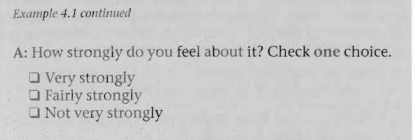 Example 4.1 continued
A: How strongly do you feel about it? Check one choice.
❑ Very strongly
❑ Fairly strongly
❑ Not very strongly